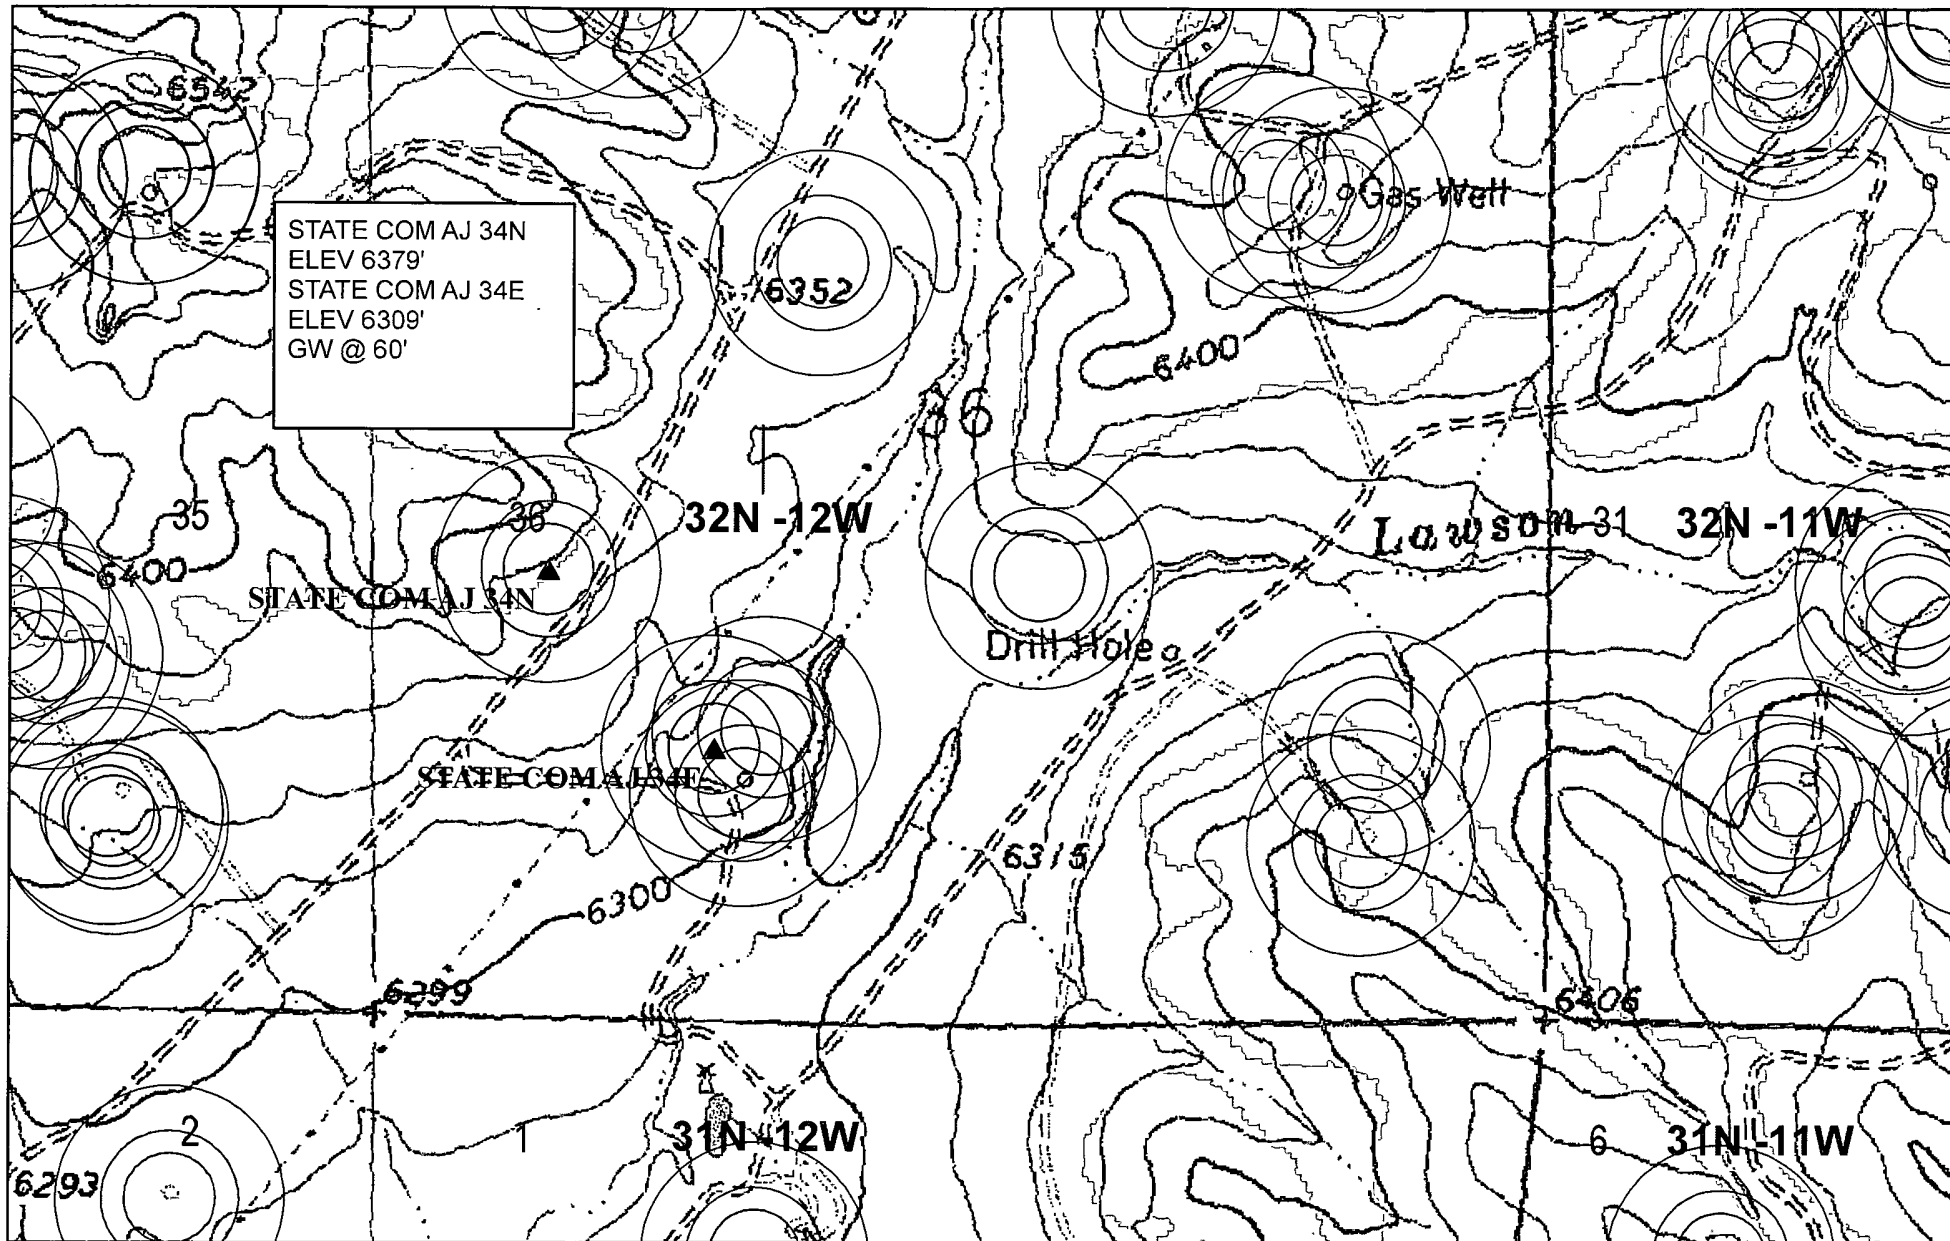 6542
STATE COM AJ 34N
ELEV 6379'
STATE COM AJ 34E
ELEV 6309'
GW @ 60'
Gas Well
6352
6400
36
35
36
32N -12W
Lawson
31
32N -11W
6400
STATE COM AJ 34N
Drill Hole
STATE COM AJ 34E
6315
6300
6299
6406
2
1
31N -12W
6
31N -11W
6293